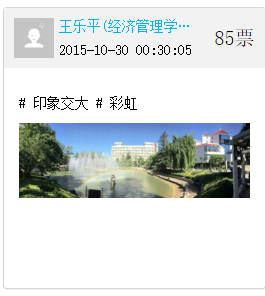 王乐平(经济管理学…
2015-10-30 00:30:05
85票
# 印象交大 # 彩虹